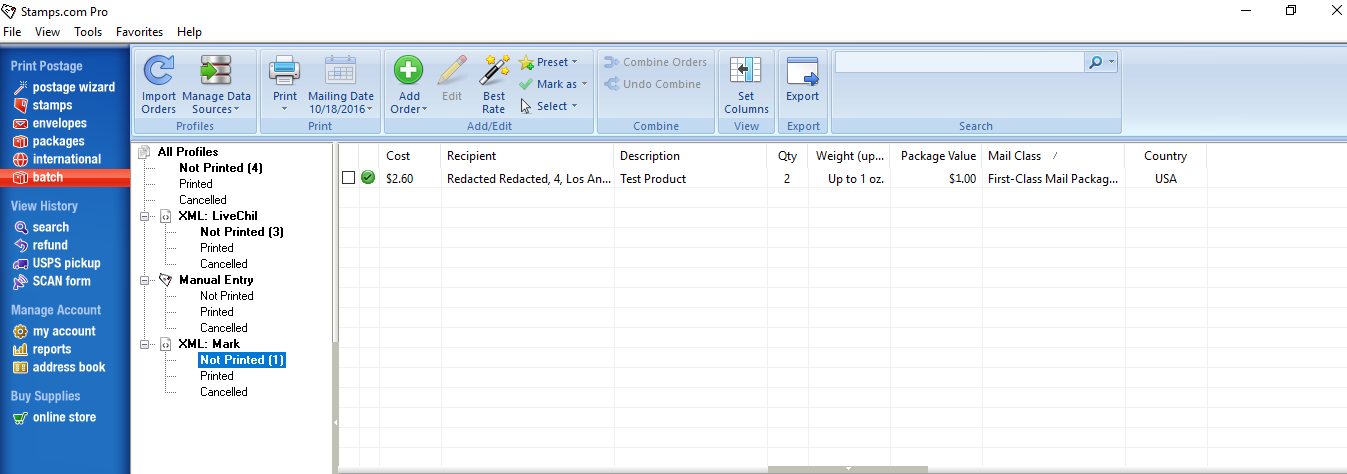 Stamps.com Pro
File View Tools Favorites Help
Print Postage
postage wizard
stamps
envelopes
packages
international
batch
View History
search
refund
USPS pickup
SCAN form
Manage Account
my account
reports
address book
Buy Supplies
online store
Import Orders
Manage Data Sources
Profiles
Print
Mailing Date 10/18/2016
Print
Add Order
Edit
Best Rate
Preset
Mark as
Select
Add/Edit
Combine Orders
Undo Combine
Combine
Set Columns
View
Export
Export
Search
All Profiles
Not Printed (4)
Printed
Cancelled
XML: LiveChil
Not Printed (3)
Printed
Cancelled
Manual Entry
Not Printed
Printed
Cancelled
XML: Mark
Not Printed (1)
Printed
Cancelled
Cost Recipient Description Qty Weight (up... Package Value Mail Class Country
$2.60 Redacted Redacted, 4, Los An... Test Product 2 Up to 1 oz. $1.00 First-Class Mail Packag... USA